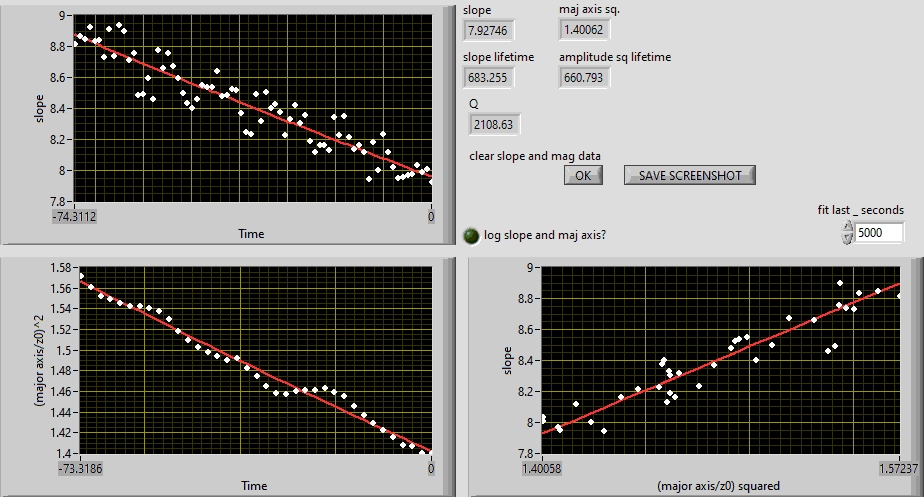 slope
maj axis sq.
7.92746
1.40062
slope lifetime
amplitude sq lifetime
683.255
660.793
Q
2108.63
clear slope and mag data
OK
SAVE SCREENSHOT
fit last _ seconds
5000
log slope and maj axis?
9
8.8
8.6
8.4
8.2
8
7.8
slope
-74.3112
0
Time
1.58
1.56
1.54
1.52
1.5
1.48
1.46
1.44
1.42
1.4
(major axis/z0)^2
-73.3186
0
Time
9
8.8
8.6
8.4
8.2
8
7.8
slope
1.40058
1.57237
(major axis/z0) squared